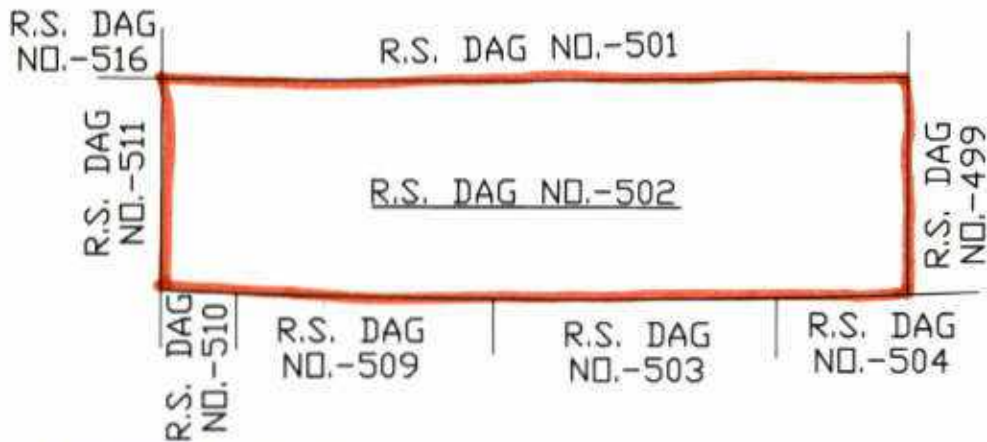 R.S. DAG
NO.-516
R.S. DAG NO.-501
R.S. DAG
NO.-511
R.S. DAG NO.-502
R.S. DAG
NO.-499
R.S. DAG
NO.-510
R.S. DAG
NO.-509
R.S. DAG
NO.-503
R.S. DAG
NO.-504